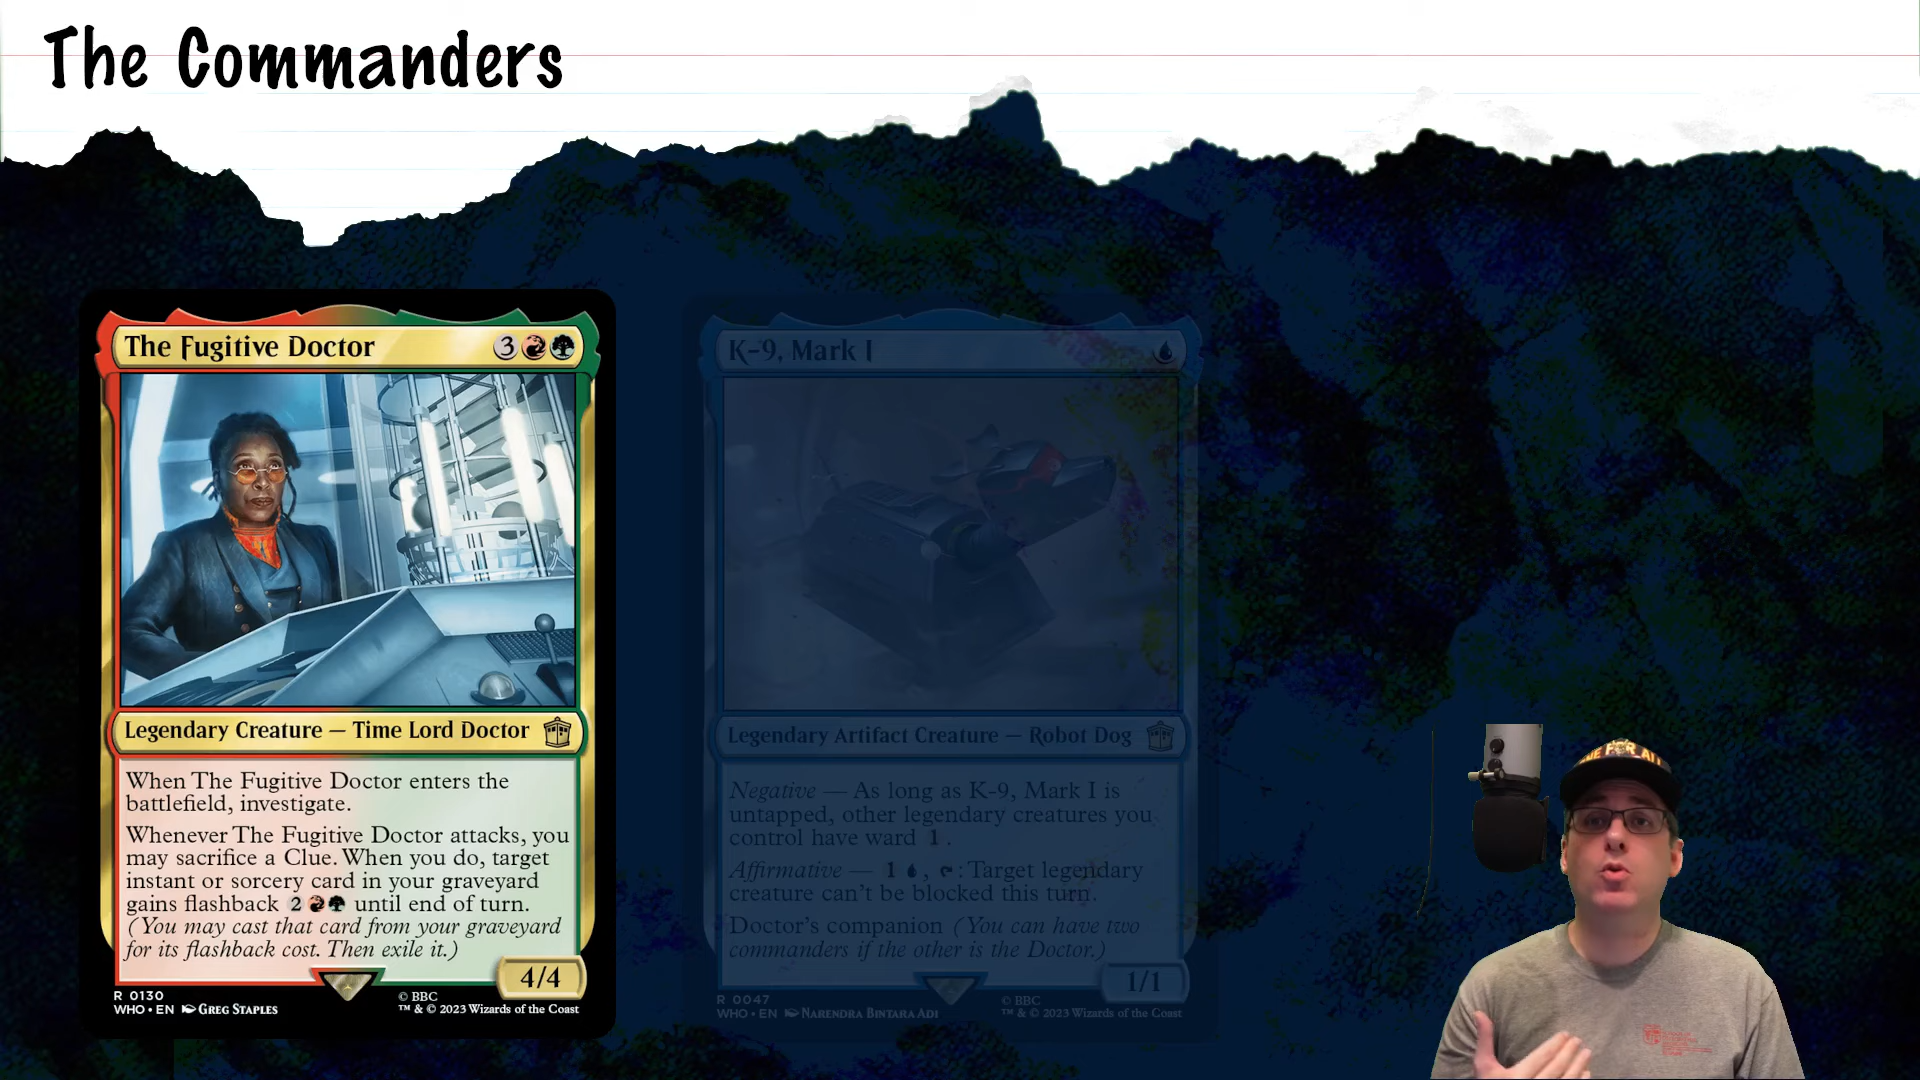 The Commanders
The Fugitive Doctor 3
Legendary Creature — Time Lord Doctor
When The Fugitive Doctor enters the
battlefield, investigate.
Whenever The Fugitive Doctor attacks, you
may sacrifice a Clue. When you do, target
instant or sorcery card in your graveyard
gains flashback 2 until end of turn.
(You may cast that card from your graveyard
for its flashback cost. Then exile it.)
4/4
R 0130
WHO • EN Greg Staples
© BBC
™ & © 2023 Wizards of the Coast
K-9, Mark I
Legendary Artifact Creature — Robot Dog
Negative — As long as K-9, Mark I is
untapped, other legendary creatures you
control have ward 1.
Affirmative — 1 , : Target legendary
creature can't be blocked this turn.
Doctor's companion (You can have two
commanders if the other is the Doctor.)
1/1
R 0047
WHO • EN Narendra Bintara Adi
© BBC
™ & © 2023 Wizards of the Coast